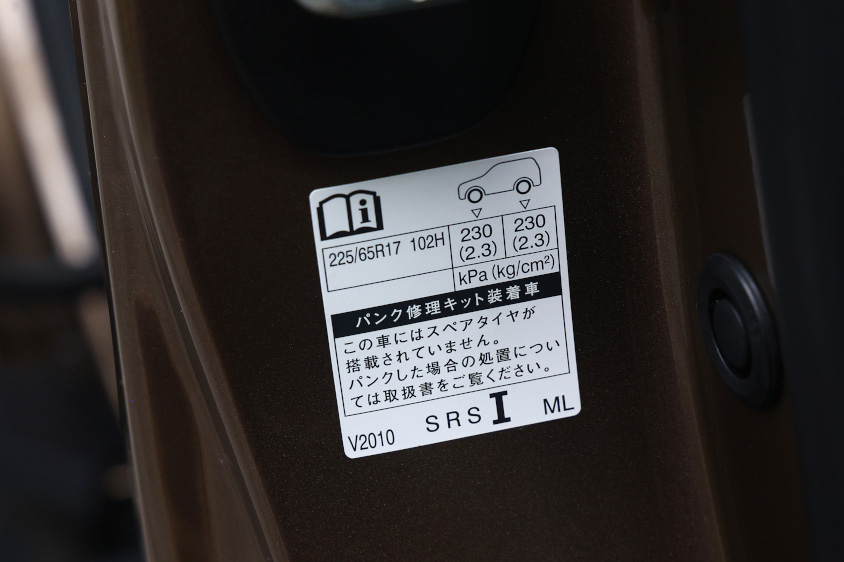 225/65R17 102H 230 230
(2.3) (2.3)
kPa (kg/cm²)
パンク修理キット装着車
この車にはスペアタイヤが
搭載されていません。
パンクした場合の処置につい
ては取扱書をご覧ください。
V2010 SRS I ML